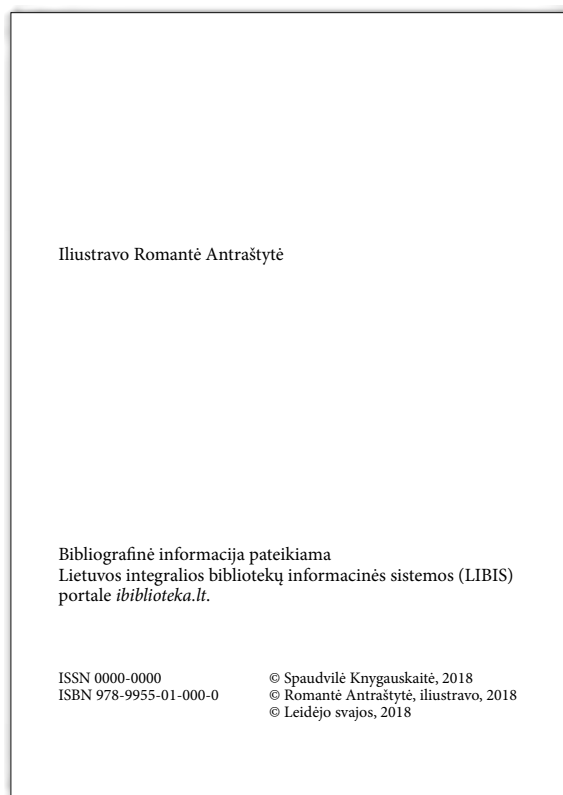 Iliustravo Romantė Antraštytė
Bibliografinė informacija pateikiama
Lietuvos integralios bibliotekų informacinės sistemos (LIBIS)
portale ibiblioteka.lt.
ISSN 0000-0000
ISBN 978-9955-01-000-0
© Spaudvilė Knygauskaitė, 2018
© Romantė Antraštytė, iliustravo, 2018
© Leidėjo svajos, 2018